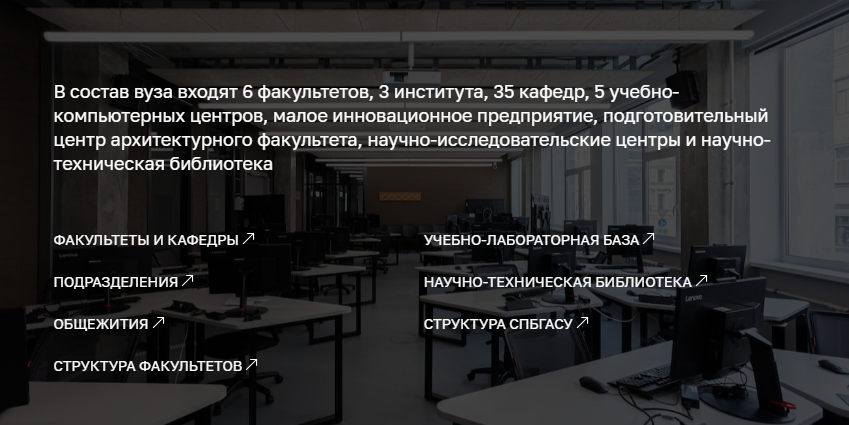 В состав вуза входят 6 факультетов, 3 института, 35 кафедр, 5 учебно-
компьютерных центров, малое инновационное предприятие, подготовительный
центр архитектурного факультета, научно-исследовательские центры и научно-
техническая библиотека
ФАКУЛЬТЕТЫ И КАФЕДРЫ
УЧЕБНО-ЛАБОРАТОРНАЯ БАЗА
ПОДРАЗДЕЛЕНИЯ
НАУЧНО-ТЕХНИЧЕСКАЯ БИБЛИОТЕКА
ОБЩЕЖИТИЯ
СТРУКТУРА СПБГАСУ
СТРУКТУРА ФАКУЛЬТЕТОВ
Lenovo